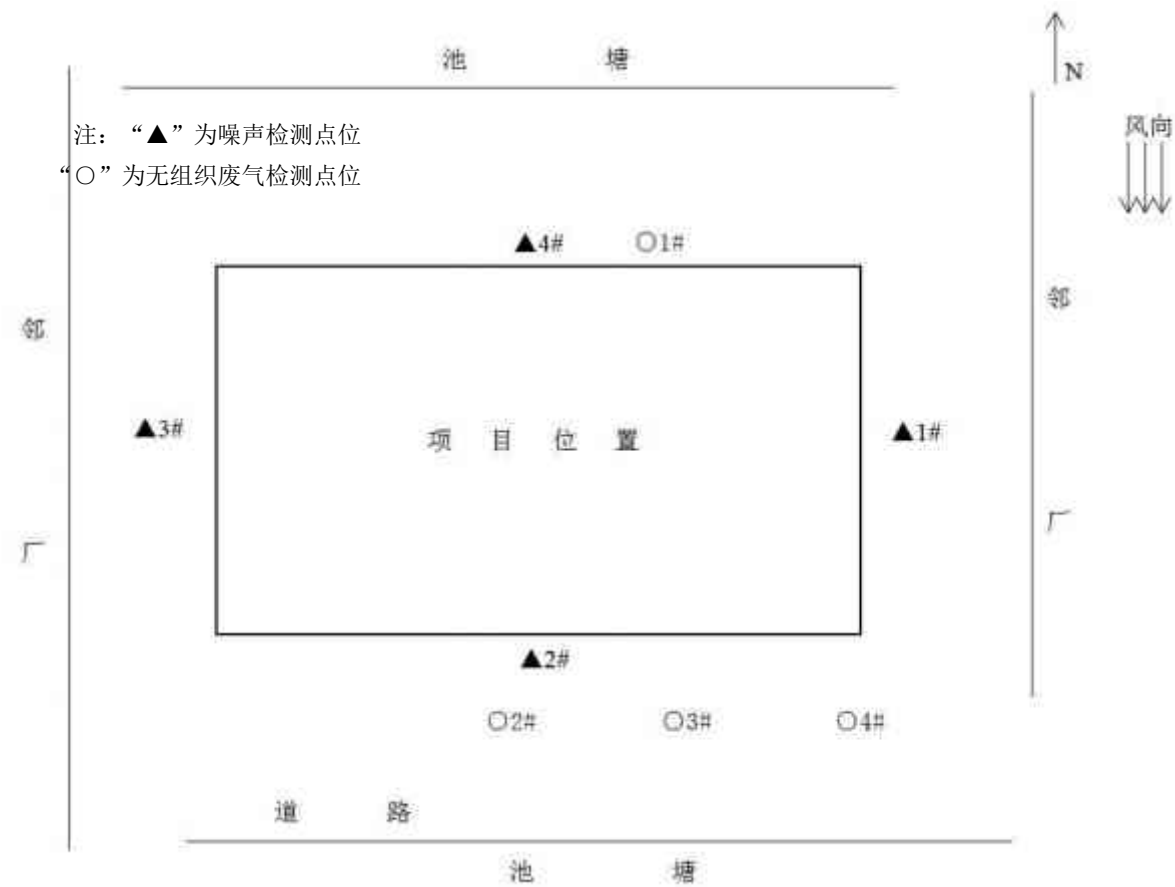 池 塘
N
注：“▲”为噪声检测点位
“○”为无组织废气检测点位
风向
▲4# ○1#
邻 厂
邻 厂
▲3#
项 目 位 置
▲1#
▲2#
○2# ○3# ○4#
道 路
池 塘